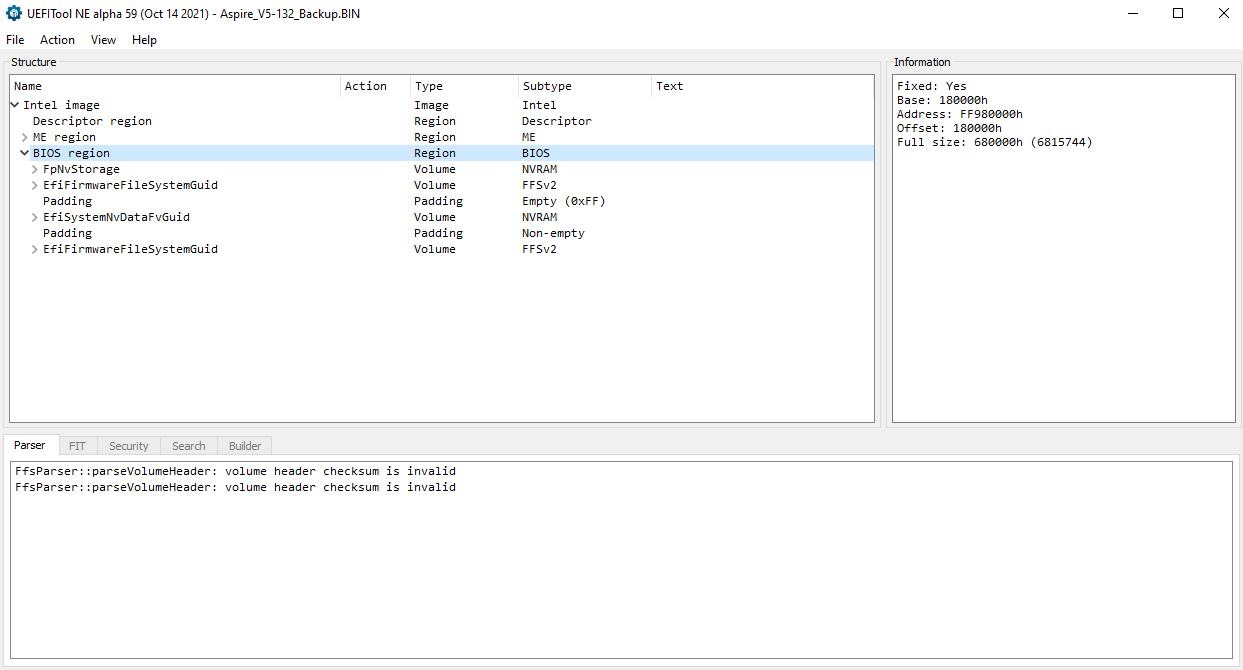 UEFITool NE alpha 59 (Oct 14 2021) - Aspire_V5-132_Backup.BIN
File Action View Help
Structure
Name Action Type Subtype Text
Intel image Image Intel
Descriptor region Region Descriptor
ME region Region ME
BIOS region Region BIOS
FpNvStorage Volume NVRAM
EfiFirmwareFileSystemGuid Volume FFSv2
Padding Padding Empty (0xFF)
EfiSystemNvDataFvGuid Volume NVRAM
Padding Padding Non-empty
EfiFirmwareFileSystemGuid Volume FFSv2
Information
Fixed: Yes
Base: 180000h
Address: FF980000h
Offset: 180000h
Full size: 680000h (6815744)
Parser FIT Security Search Builder
FfsParser::parseVolumeHeader: volume header checksum is invalid
FfsParser::parseVolumeHeader: volume header checksum is invalid